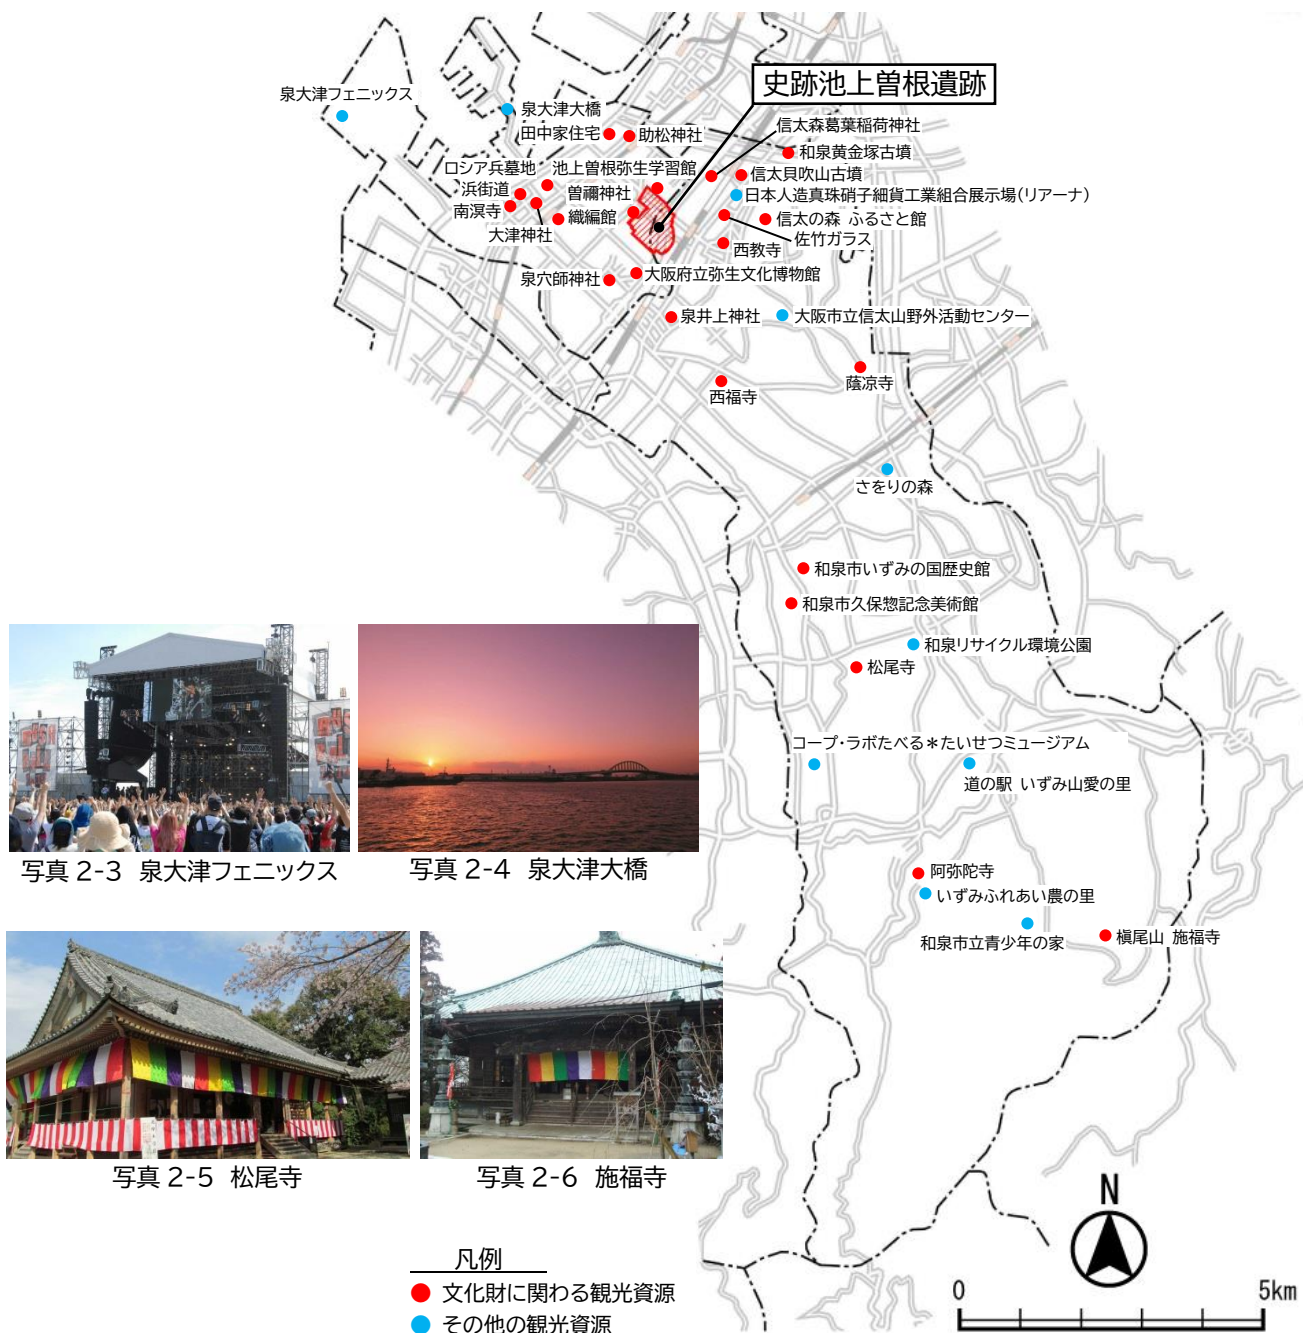 史跡池上曽根遺跡
泉大津フェニックス
泉大津大橋
田中家住宅
助松神社
信太森葛葉稲荷神社
和泉黄金塚古墳
ロシア兵墓地
池上曽根弥生学習館
信太貝吹山古墳
浜街道
曽禰神社
日本人造真珠硝子細貨工業組合展示場(リアーナ)
南溟寺
織編館
信太の森 ふるさと館
大津神社
佐竹ガラス
西教寺
泉穴師神社
大阪府立弥生文化博物館
泉井上神社
大阪市立信太山野外活動センター
蔭凉寺
西福寺
さをりの森
和泉市いずみの国歴史館
和泉市久保惣記念美術館
和泉リサイクル環境公園
松尾寺
コープ・ラボたべる*たいせつミュージアム
道の駅 いずみ山愛の里
写真 2-3 泉大津フェニックス
写真 2-4 泉大津大橋
阿弥陀寺
いずみふれあい農の里
和泉市立青少年の家
槇尾山 施福寺
写真 2-5 松尾寺
写真 2-6 施福寺
N
凡例
文化財に関わる観光資源
その他の観光資源
0 5km